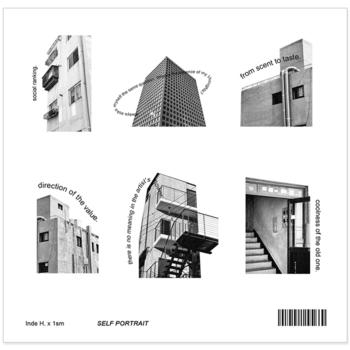 social ranking.
from scent to taste.
direction of the value.
there is no meaning in the artist's
coolness of the old one.
Inde H. x 1sm
SELF PORTRAIT